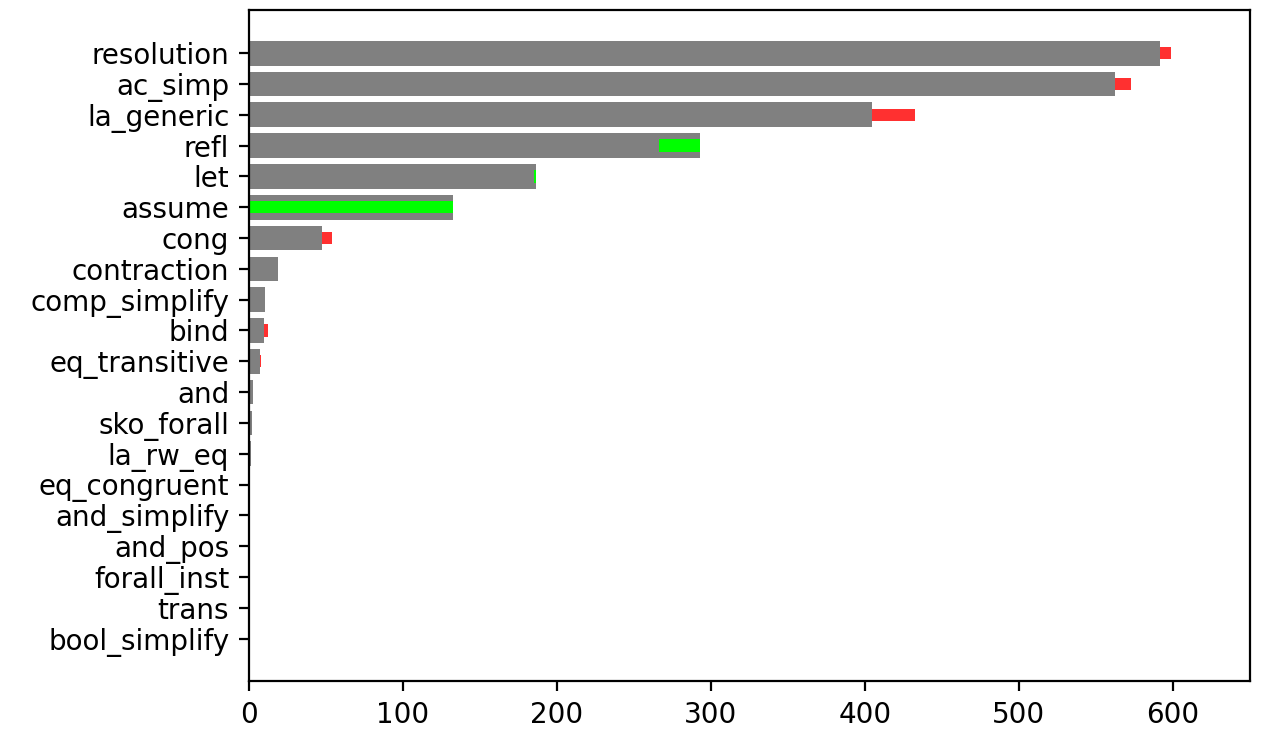 resolution
ac_simp
la_generic
refl
let
assume
cong
contraction
comp_simplify
bind
eq_transitive
and
sko_forall
la_rw_eq
eq_congruent
and_simplify
and_pos
forall_inst
trans
bool_simplify
0 100 200 300 400 500 600